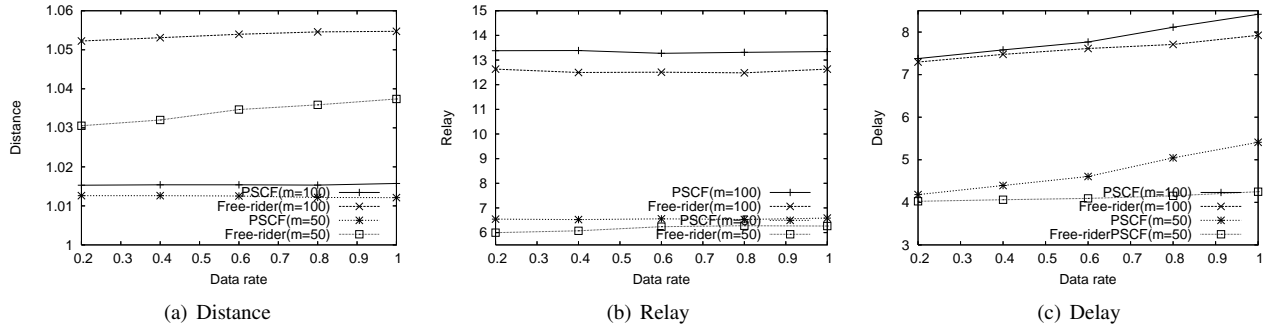 1.06
1.05
1.04
1.03
1.02
1.01
1
0.2 0.3 0.4 0.5 0.6 0.7 0.8 0.9 1
Distance
Data rate
PSCF(m=100)
Free-rider(m=100)
PSCF(m=50)
Free-rider(m=50)
(a) Distance
15
14
13
12
11
10
9
8
7
6
0.2 0.3 0.4 0.5 0.6 0.7 0.8 0.9 1
Relay
Data rate
PSCF(m=100)
Free-rider(m=100)
PSCF(m=50)
Free-rider(m=50)
(b) Relay
8
7
6
5
4
3
0.2 0.3 0.4 0.5 0.6 0.7 0.8 0.9 1
Delay
Data rate
PSCF(m=100)
Free-rider(m=100)
PSCF(m=50)
Free-riderPSCF(m=50)
(c) Delay